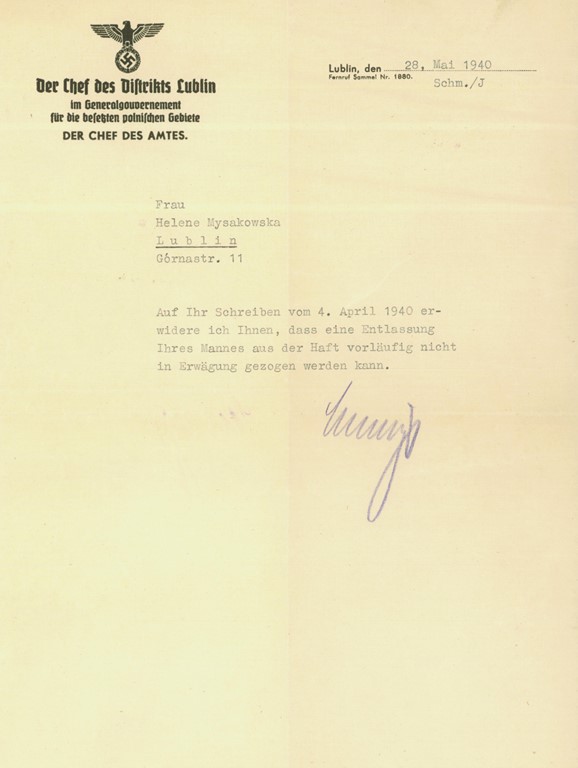 Der Chef des Distrikts Lublin
im Generalgouvernement
für die besetzten polnischen Gebiete
DER CHEF DES AMTES.
Lublin, den 28. Mai 1940
Fernruf Sammel Nr. 1880.
Schm./J
Frau
Helene Mysakowska
Lublin
Górnastr. 11
Auf Ihr Schreiben vom 4. April 1940 er-
widere ich Ihnen, dass eine Entlassung
Ihres Mannes aus der Haft vorläufig nicht
in Erwägung gezogen werden kann.